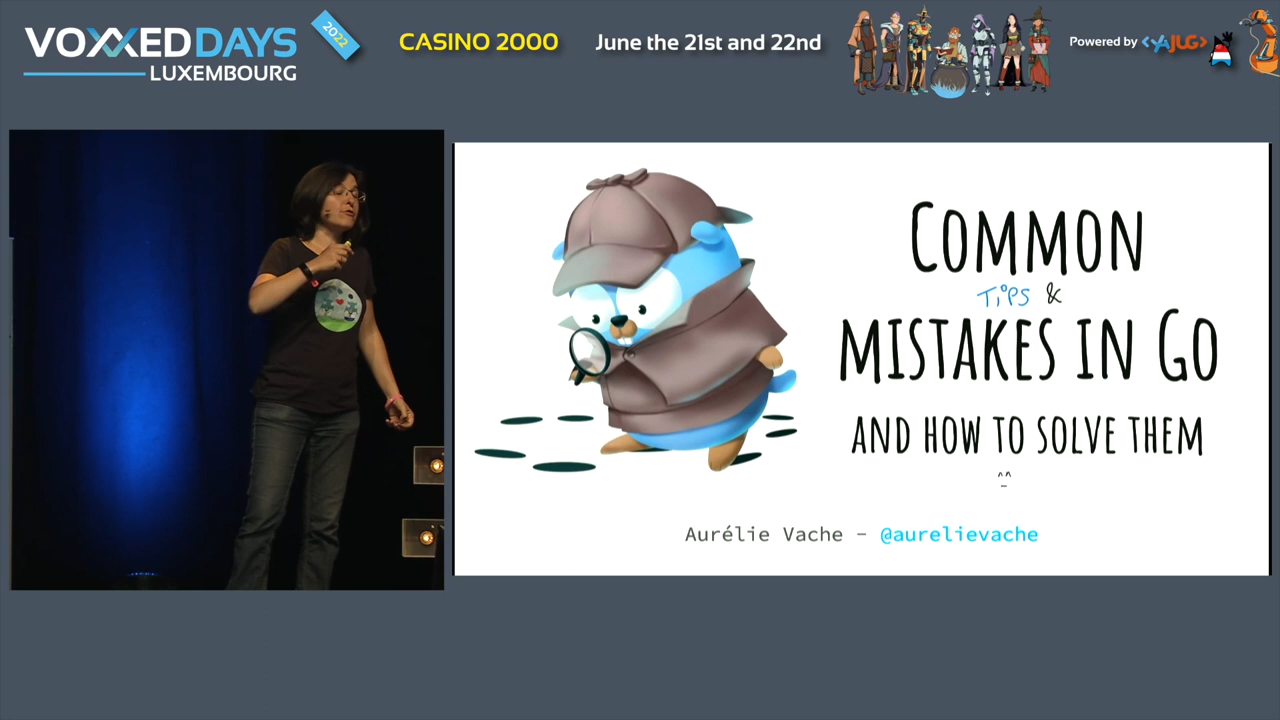 VOXXEDDAYS
LUXEMBOURG
2022
CASINO 2000
June the 21st and 22nd
Powered by <YAJUG>
COMMON
TiPS &
MISTAKES IN GO
AND HOW TO SOLVE THEM
^^
–
Aurélie Vache – @aurelievache